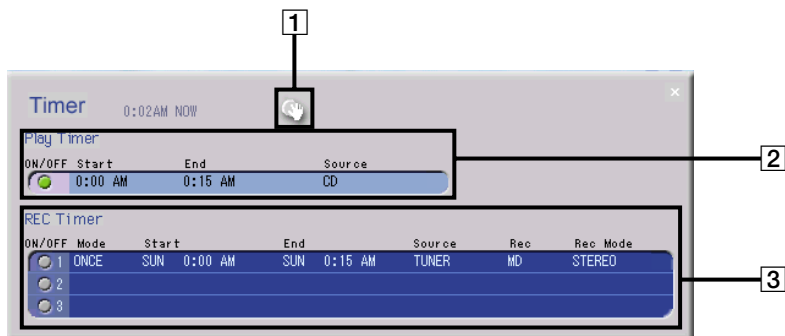 1
Timer 0:02AM NOW ×
Play Timer
ON/OFF Start End Source
0:00 AM 0:15 AM CD
2
REC Timer
ON/OFF Mode Start End Source Rec Rec Mode
1 ONCE SUN 0:00 AM SUN 0:15 AM TUNER MD STEREO
2
3
3